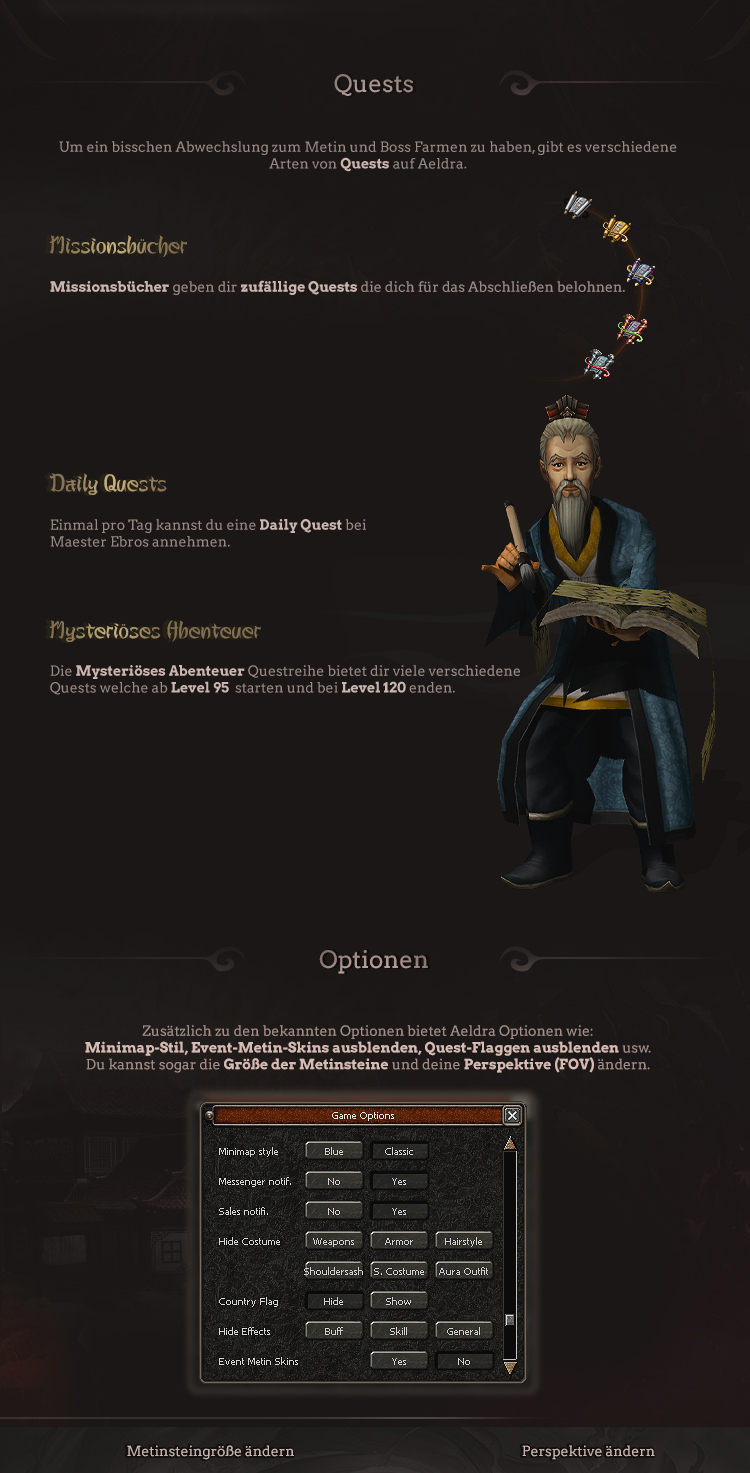 Quests
Um ein bisschen Abwechslung zum Metin und Boss Farmen zu haben, gibt es verschiedene
Arten von Quests auf Aeldra.
Missionsbücher
Missionsbücher geben dir zufällige Quests die dich für das Abschließen belohnen.
Daily Quests
Einmal pro Tag kannst du eine Daily Quest bei
Maester Ebros annehmen.
Mysteriöses Abenteuer
Die Mysteriöses Abenteuer Questreihe bietet dir viele verschiedene
Quests welche ab Level 95 starten und bei Level 120 enden.
Optionen
Zusätzlich zu den bekannten Optionen bietet Aeldra Optionen wie:
Minimap-Stil, Event-Metin-Skins ausblenden, Quest-Flaggen ausblenden usw.
Du kannst sogar die Größe der Metinsteine und deine Perspektive (FOV) ändern.
Game Options
Minimap style Blue Classic
Messenger notif. No Yes
Sales notifi. No Yes
Hide Costume Weapons Armor Hairstyle
Shouldersash S. Costume Aura Outfit
Country Flag Hide Show
Hide Effects Buff Skill General
Event Metin Skins Yes No
Metinsteingröße ändern Perspektive ändern